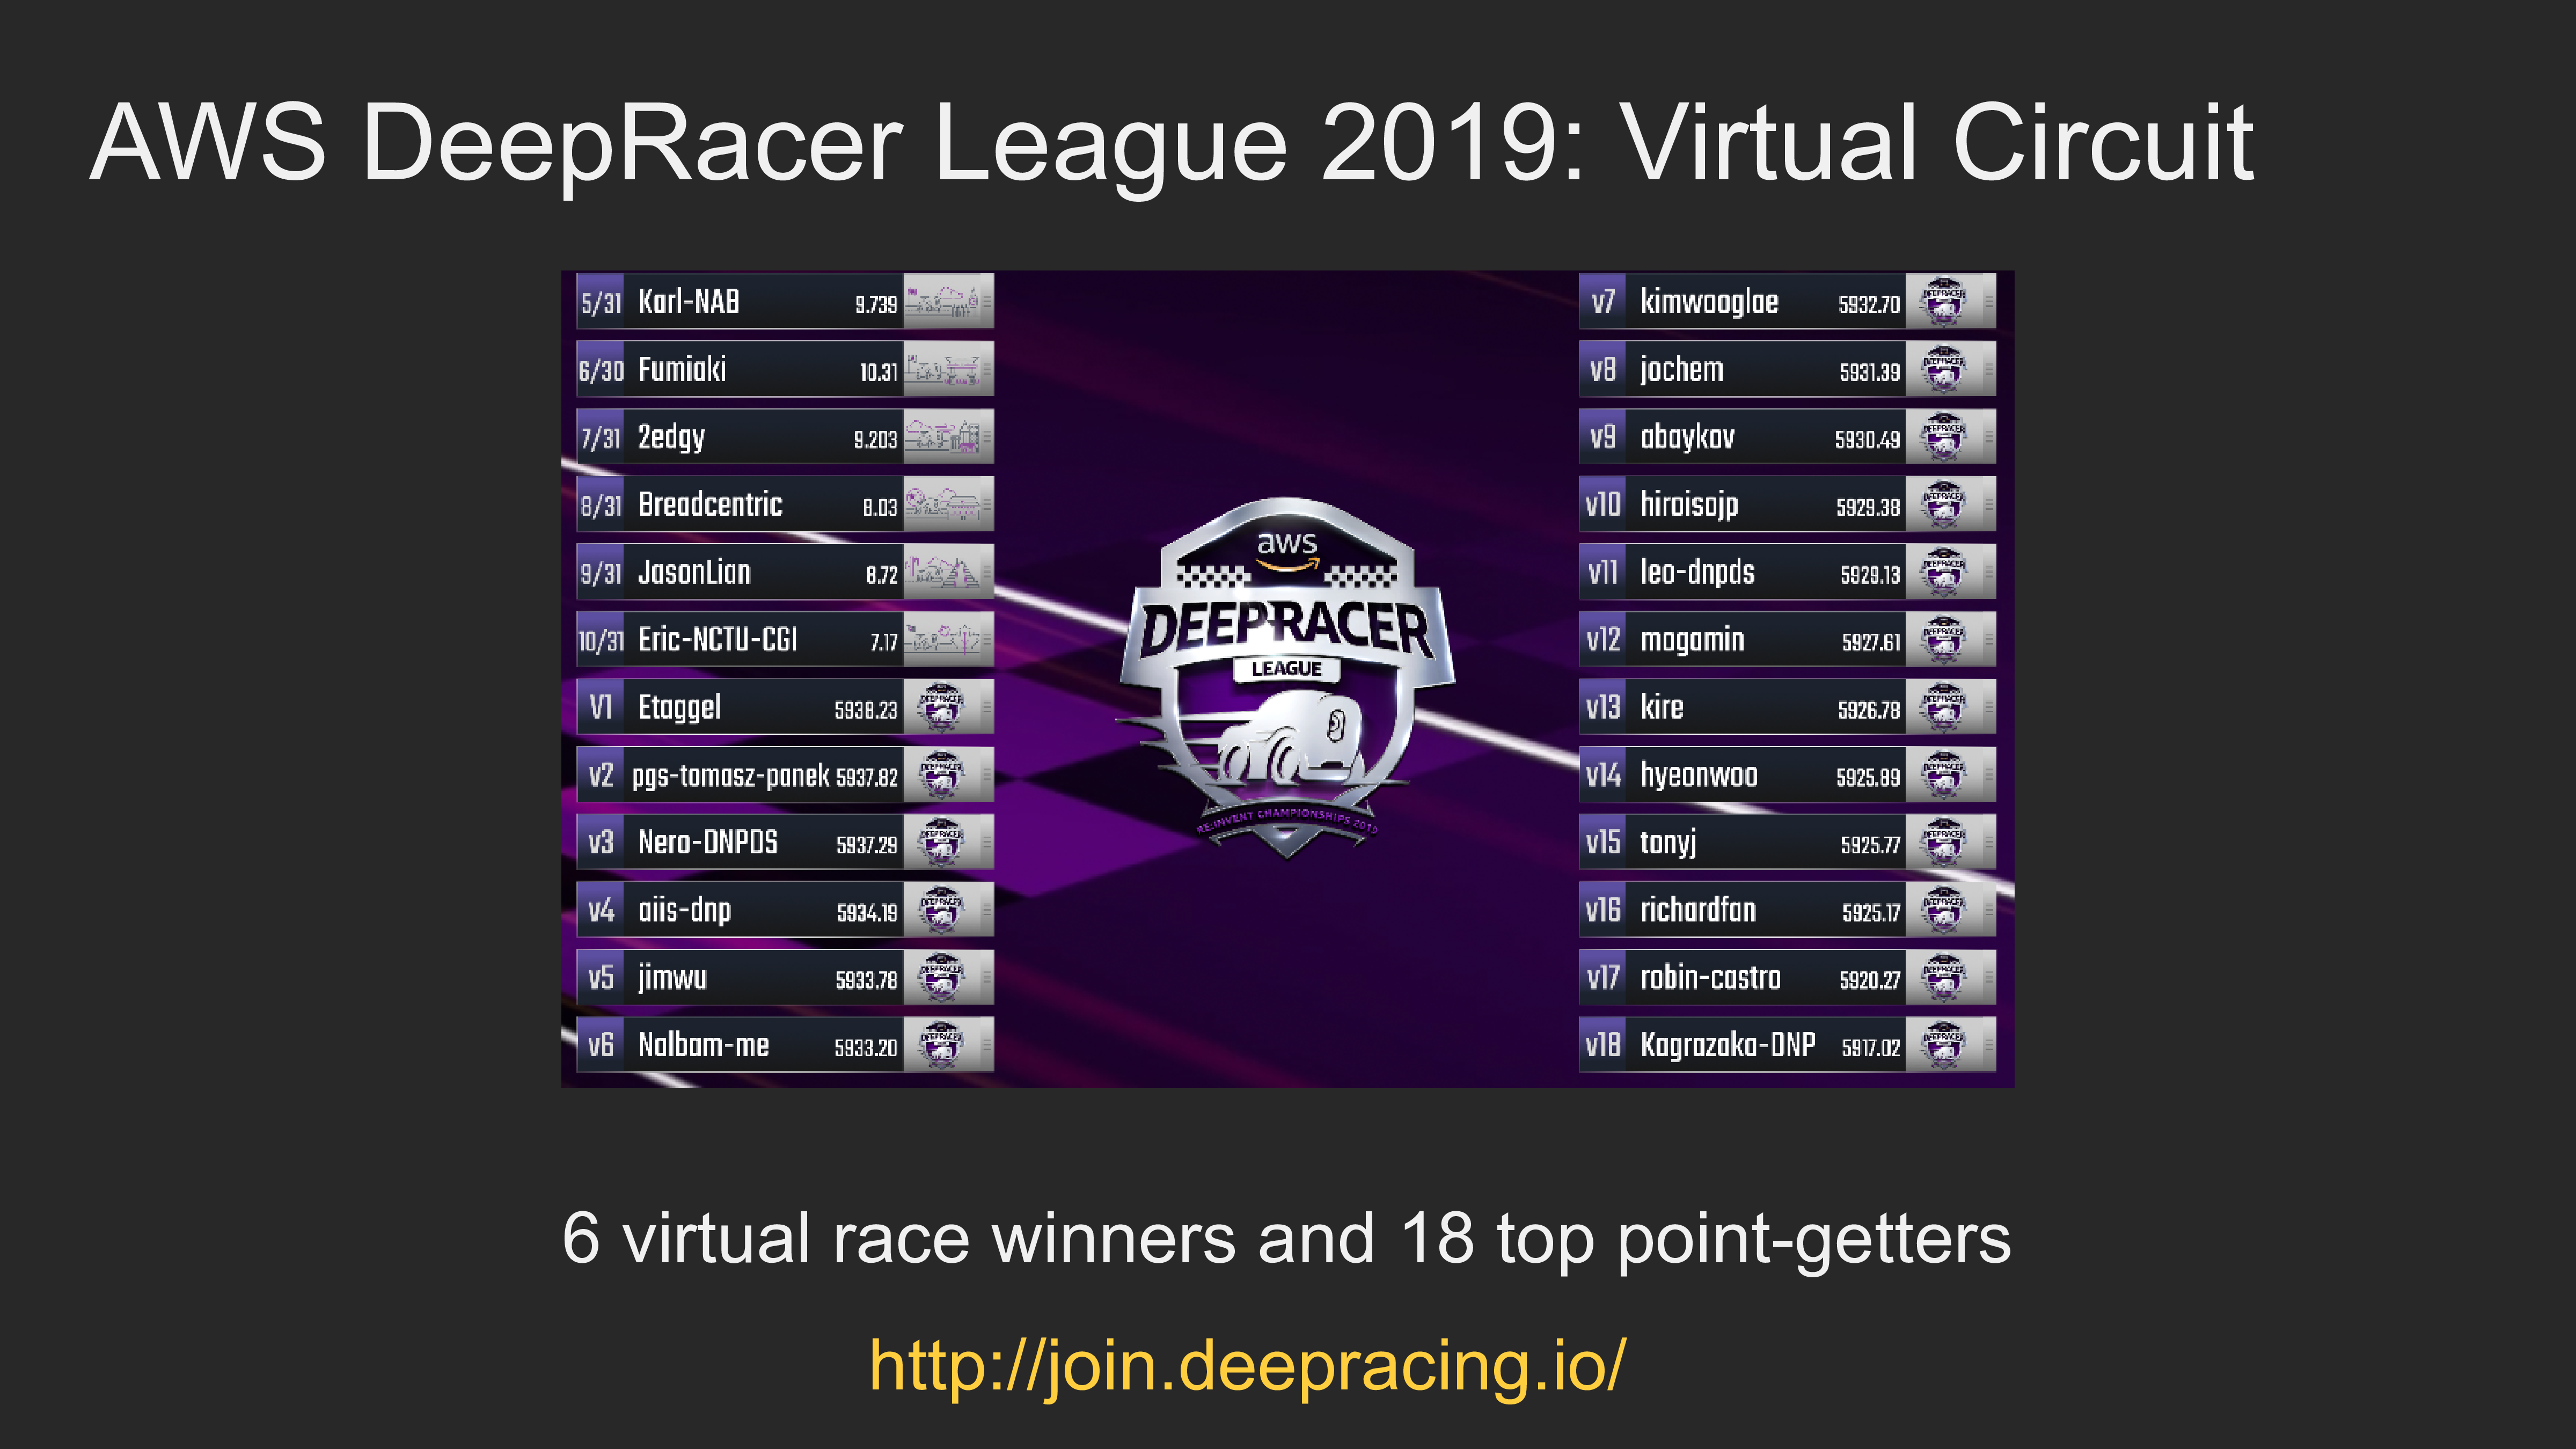 AWS DeepRacer League 2019: Virtual Circuit
5/31 Karl-NAB 9.739
6/30 Fumiaki 10.31
7/31 2edgy 9.203
8/31 Breadcentric 8.03
9/31 JasonLian 8.72
10/31 Eric-NCTU-CGI 7.17
V1 Etaggel 5938.23
v2 pgs-tomasz-panek 5937.82
v3 Nero-DNPDS 5937.29
v4 aiis-dnp 5934.19
v5 jimwu 5933.78
v6 Nalbam-me 5933.20
aws
DEEPRACER
LEAGUE
RE:INVENT CHAMPIONSHIPS 2019
v7 kimwooglae 5932.70
v8 jochem 5931.39
v9 abaykov 5930.49
v10 hiroisojp 5929.38
v11 leo-dnpds 5929.13
v12 mogamin 5927.61
v13 kire 5926.78
v14 hyeonwoo 5925.89
v15 tonyj 5925.77
v16 richardfan 5925.17
v17 robin-castro 5920.27
v18 Kagrazaka-DNP 5917.02
6 virtual race winners and 18 top point-getters
http://join.deepracing.io/